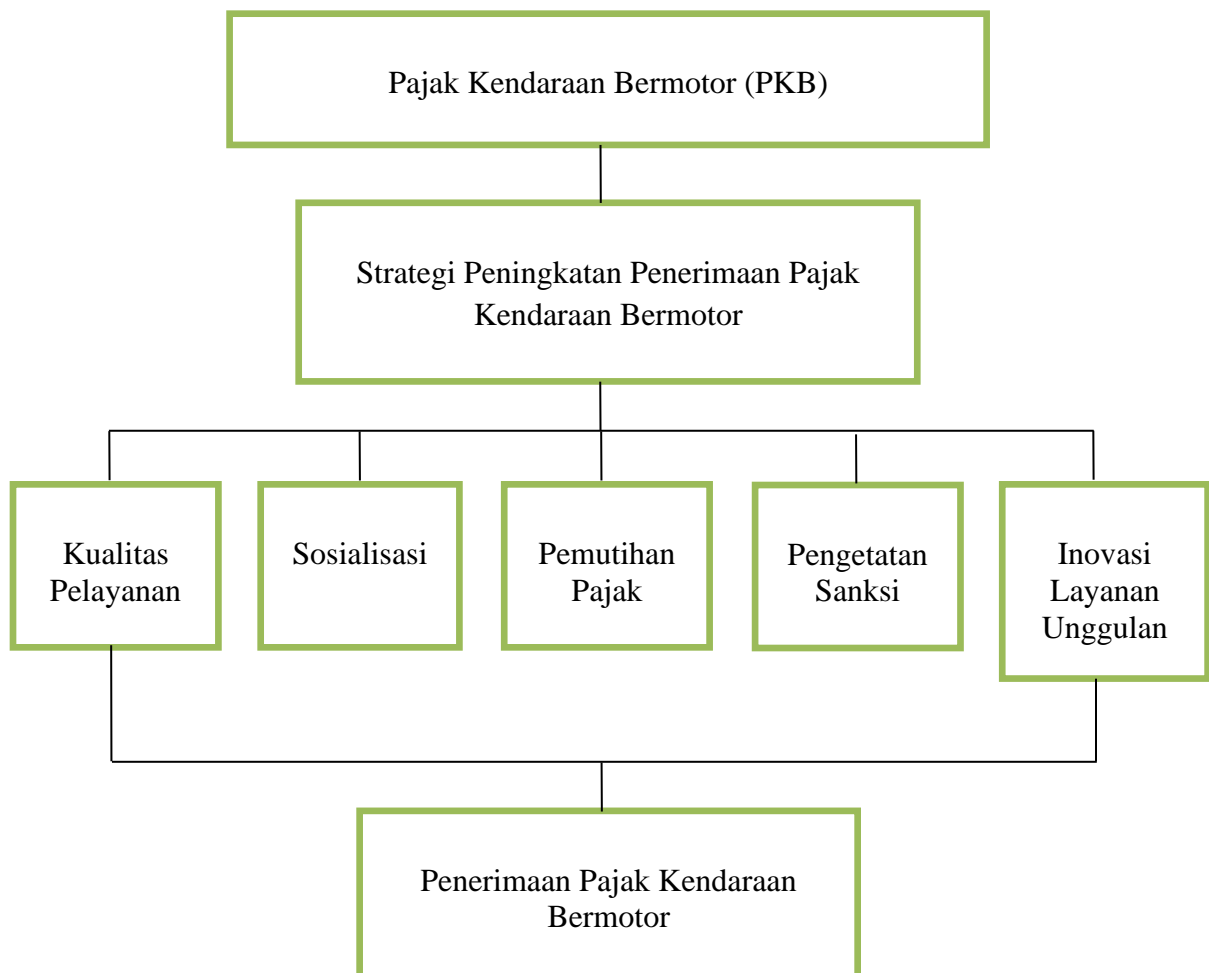 Pajak Kendaraan Bermotor (PKB)
Strategi Peningkatan Penerimaan Pajak
Kendaraan Bermotor
Kualitas
Pelayanan
Sosialisasi
Pemutihan
Pajak
Pengetatan
Sanksi
Inovasi
Layanan
Unggulan
Penerimaan Pajak Kendaraan
Bermotor